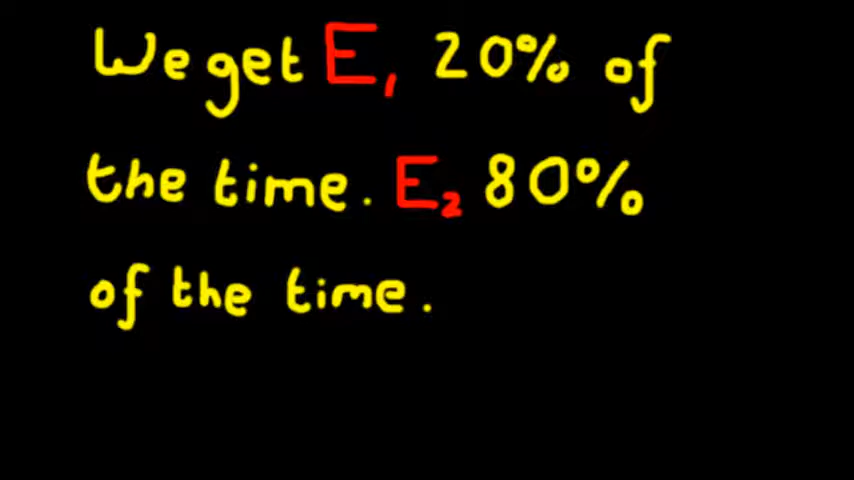 We get E₁ 20% of
the time. E₂ 80%
of the time.